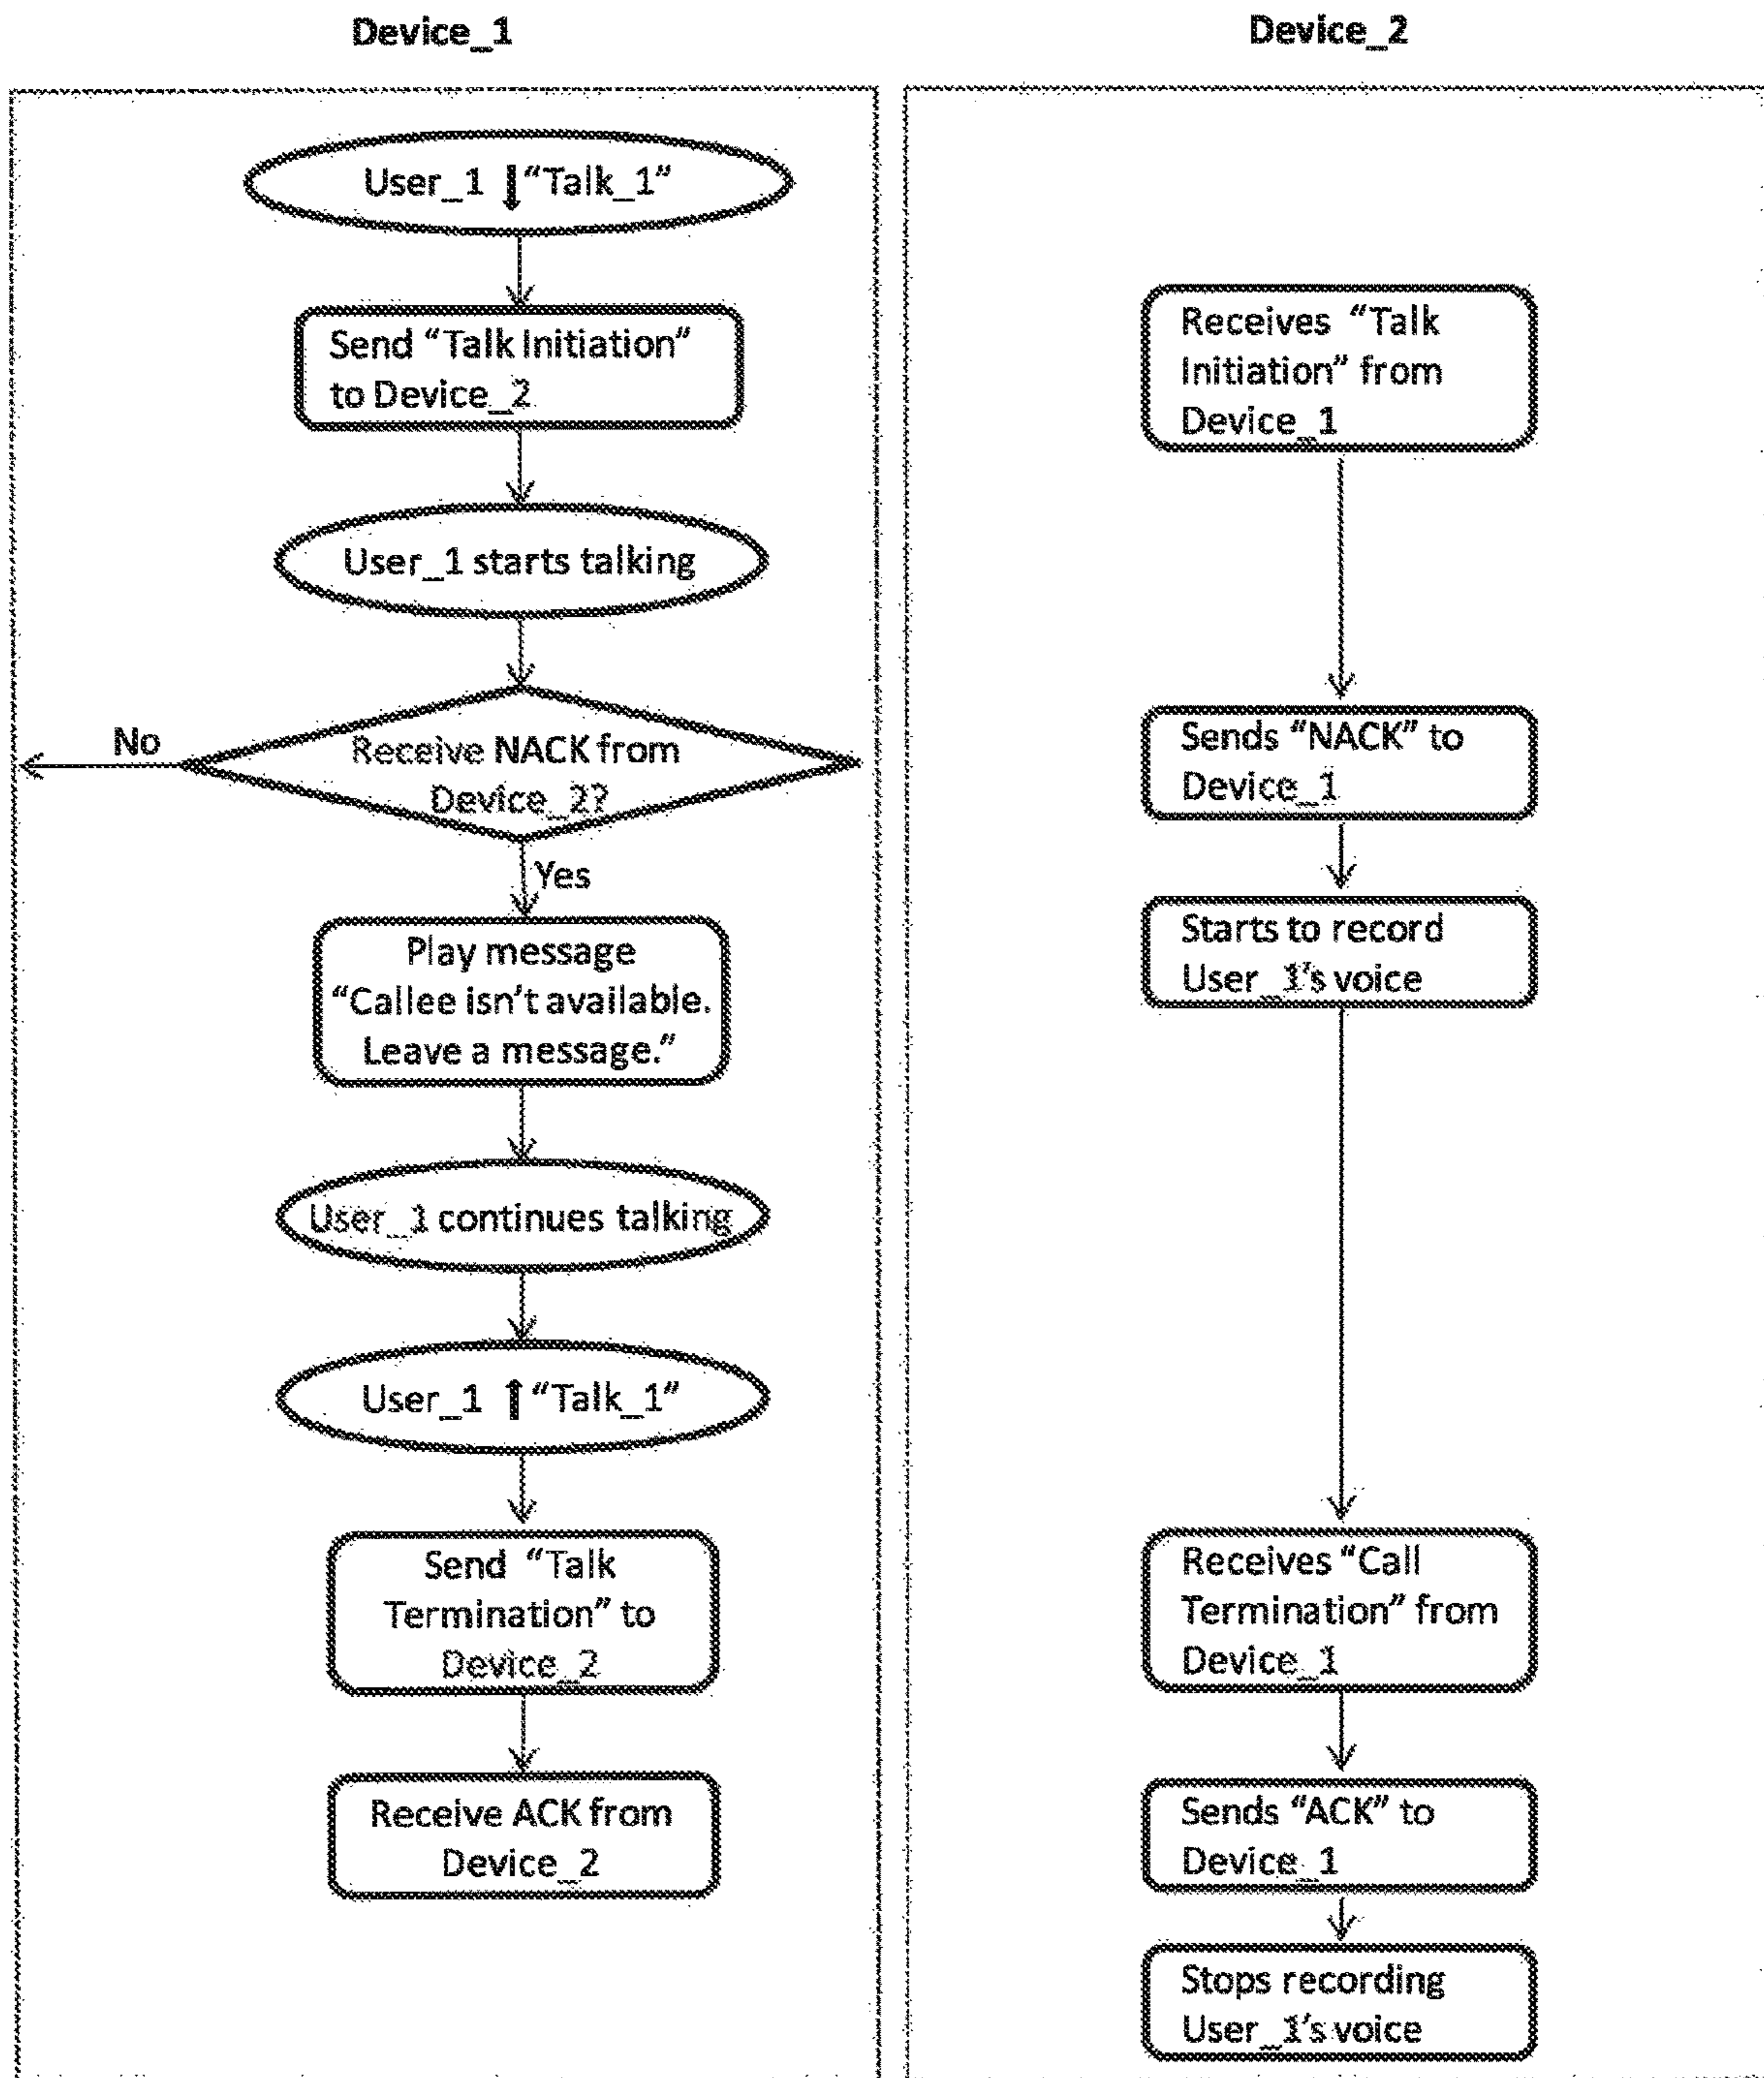 Device_1
User_1 ⬇ “Talk_1”
Send “Talk Initiation”
to Device_2
User_1 starts talking
Receive NACK from
Device_2?
No
Yes
Play message
“Callee isn’t available.
Leave a message.”
User_1 continues talking
User_1 ⬆ “Talk_1”
Send “Talk
Termination” to
Device_2
Receive ACK from
Device_2
Device_2
Receives “Talk
Initiation” from
Device_1
Sends “NACK” to
Device_1
Starts to record
User_1’s voice
Receives “Call
Termination” from
Device_1
Sends “ACK” to
Device_1
Stops recording
User_1’s voice